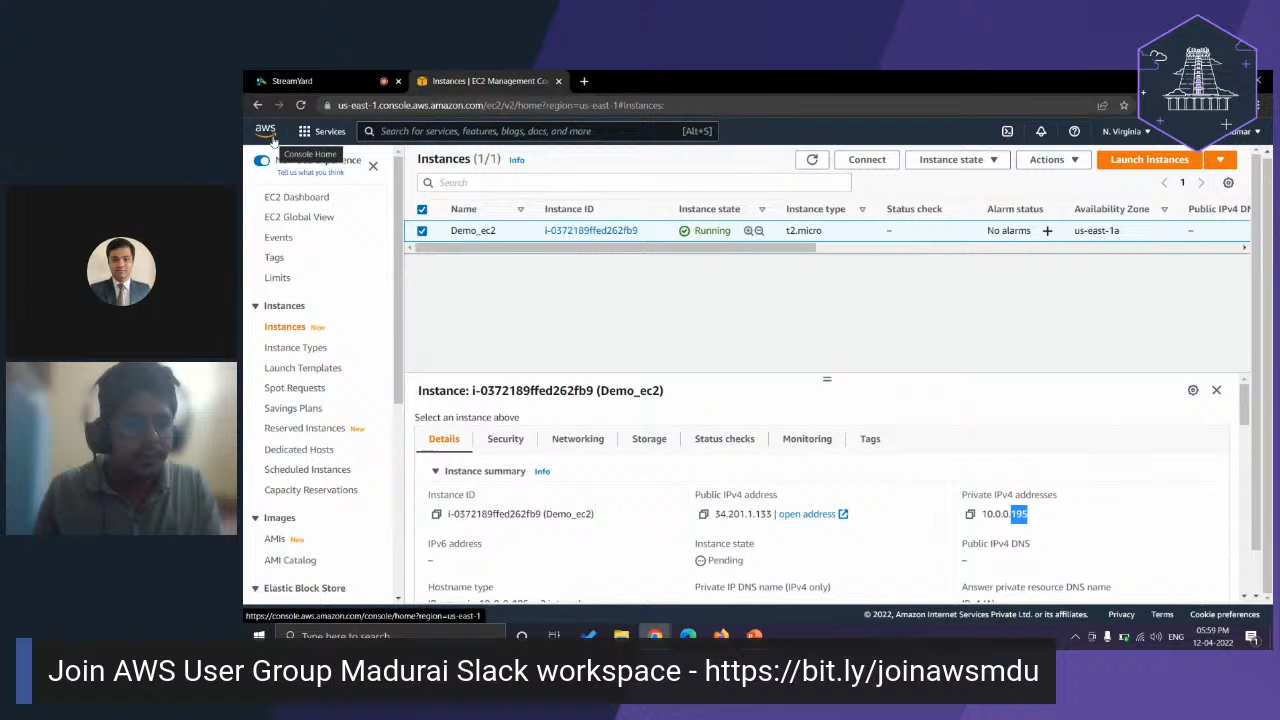 StreamYard
Instances | EC2 Management Co
us-east-1.console.aws.amazon.com/ec2/v2/home?region=us-east-1#Instances:
aws
Services
Search for services, features, blogs, docs, and more
[Alt+S]
N. Virginia
Console Home
Tell us what you think
EC2 Dashboard
EC2 Global View
Events
Tags
Limits
Instances
Instances New
Instance Types
Launch Templates
Spot Requests
Savings Plans
Reserved Instances New
Dedicated Hosts
Scheduled Instances
Capacity Reservations
Images
AMIs New
AMI Catalog
Elastic Block Store
Instances (1/1) Info
Connect
Instance state
Actions
Launch instances
Search
1
Name
Instance ID
Instance state
Instance type
Status check
Alarm status
Availability Zone
Public IPv4 DN
Demo_ec2
i-0372189ffed262fb9
Running
t2.micro
–
No alarms
us-east-1a
–
Instance: i-0372189ffed262fb9 (Demo_ec2)
Select an instance above
Details
Security
Networking
Storage
Status checks
Monitoring
Tags
Instance summary Info
Instance ID
i-0372189ffed262fb9 (Demo_ec2)
Public IPv4 address
34.201.1.133 | open address
Private IPv4 addresses
10.0.0.195
IPv6 address
–
Instance state
Pending
Public IPv4 DNS
–
Hostname type
Private IP DNS name (IPv4 only)
Answer private resource DNS name
https://console.aws.amazon.com/console/home?region=us-east-1
© 2022, Amazon Internet Services Private Ltd. or its affiliates.
Privacy
Terms
Cookie preferences
Type here to search
ENG
05:59 PM
12-04-2022
Join AWS User Group Madurai Slack workspace - https://bit.ly/joinawsmdu